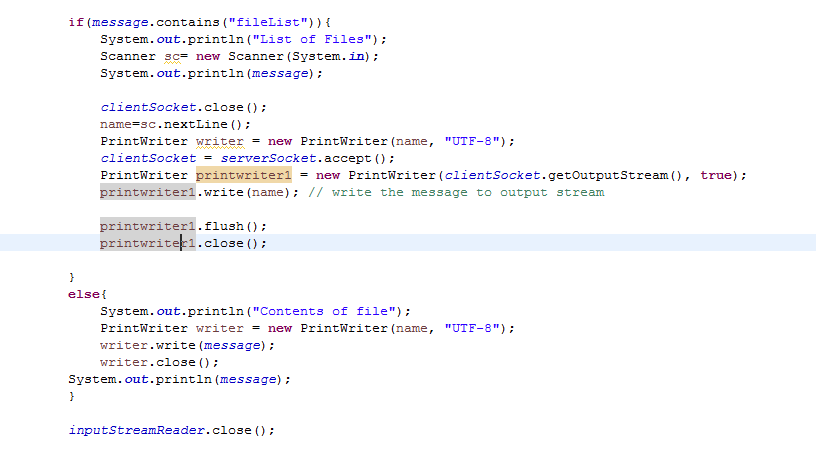 if(message.contains("fileList")){
System.out.println("List of Files");
Scanner sc= new Scanner(System.in);
System.out.println(message);
clientSocket.close();
name=sc.nextLine();
PrintWriter writer = new PrintWriter(name, "UTF-8");
clientSocket = serverSocket.accept();
PrintWriter printwriter1 = new PrintWriter(clientSocket.getOutputStream(), true);
printwriter1.write(name); // write the message to output stream
printwriter1.flush();
printwriter1.close();
}
else{
System.out.println("Contents of file");
PrintWriter writer = new PrintWriter(name, "UTF-8");
writer.write(message);
writer.close();
System.out.println(message);
}
inputStreamReader.close();